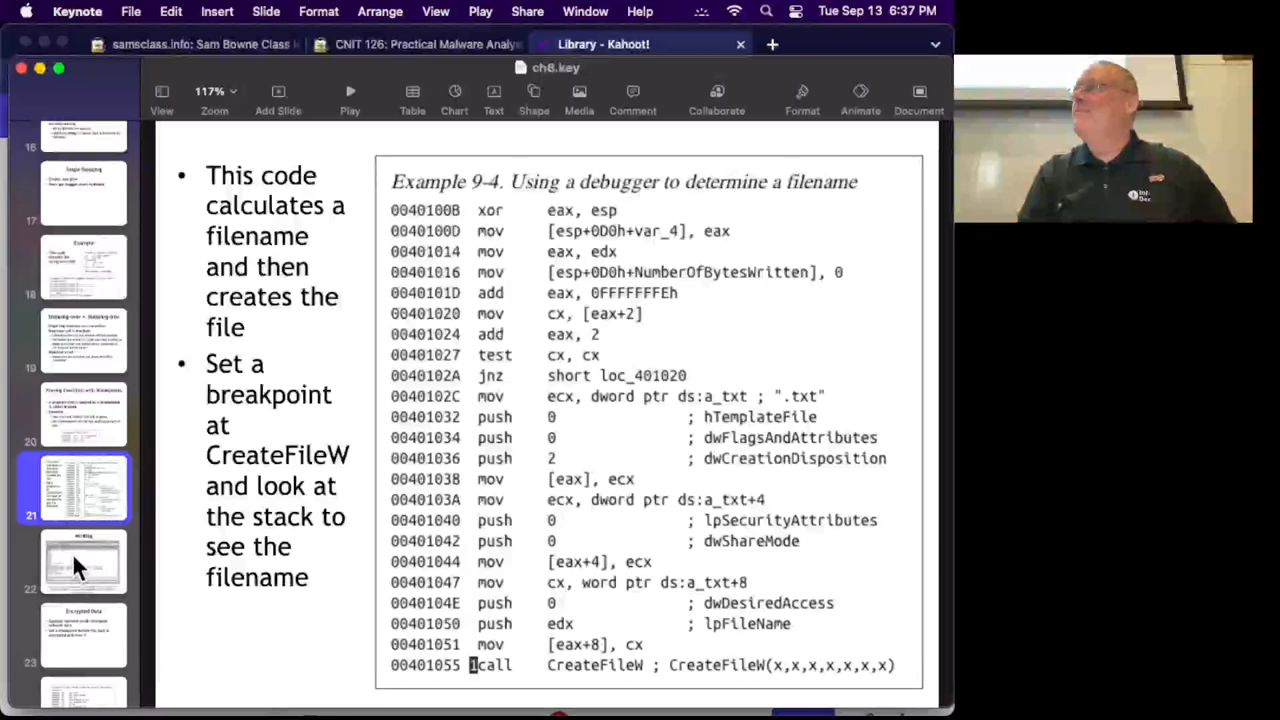 Keynote File Edit Insert Slide Format Arrange View Play Share Window Help Tue Sep 13 6:37 PM
samsclass.info: Sam Bowne Class I CNIT 126: Practical Malware Analys Library - Kahoot!
ch8.key
117%
View Zoom Add Slide Play Table Chart Text Shape Media Comment Collaborate Format Animate Document
16
17
Example
18
19
20
21
22
Encrypted Data
23
• This code
calculates a
filename
and then
creates the
file
• Set a
breakpoint
at
CreateFileW
and look at
the stack to
see the
filename
Example 9-4. Using a debugger to determine a filename
0040100B xor eax, esp
0040100D mov [esp+0D0h+var_4], eax
00401014 mov eax, edx
00401016 mov [esp+0D0h+NumberOfBytesWritten], 0
0040101D add eax, 0FFFFFFFEh
00401020 mov cx, [eax+2]
00401024 add eax, 2
00401027 test cx, cx
0040102A jnz short loc_401020
0040102C mov ecx, dword ptr ds:a_txt ; ".txt"
00401032 push 0 ; hTemplateFile
00401034 push 0 ; dwFlagsAndAttributes
00401036 push 2 ; dwCreationDisposition
00401038 mov [eax], ecx
0040103A mov ecx, dword ptr ds:a_txt+4
00401040 push 0 ; lpSecurityAttributes
00401042 push 0 ; dwShareMode
00401044 mov [eax+4], ecx
00401047 mov cx, word ptr ds:a_txt+8
0040104E push 0 ; dwDesiredAccess
00401050 push edx ; lpFileName
00401051 mov [eax+8], cx
00401055 1call CreateFileW ; CreateFileW(x,x,x,x,x,x,x)